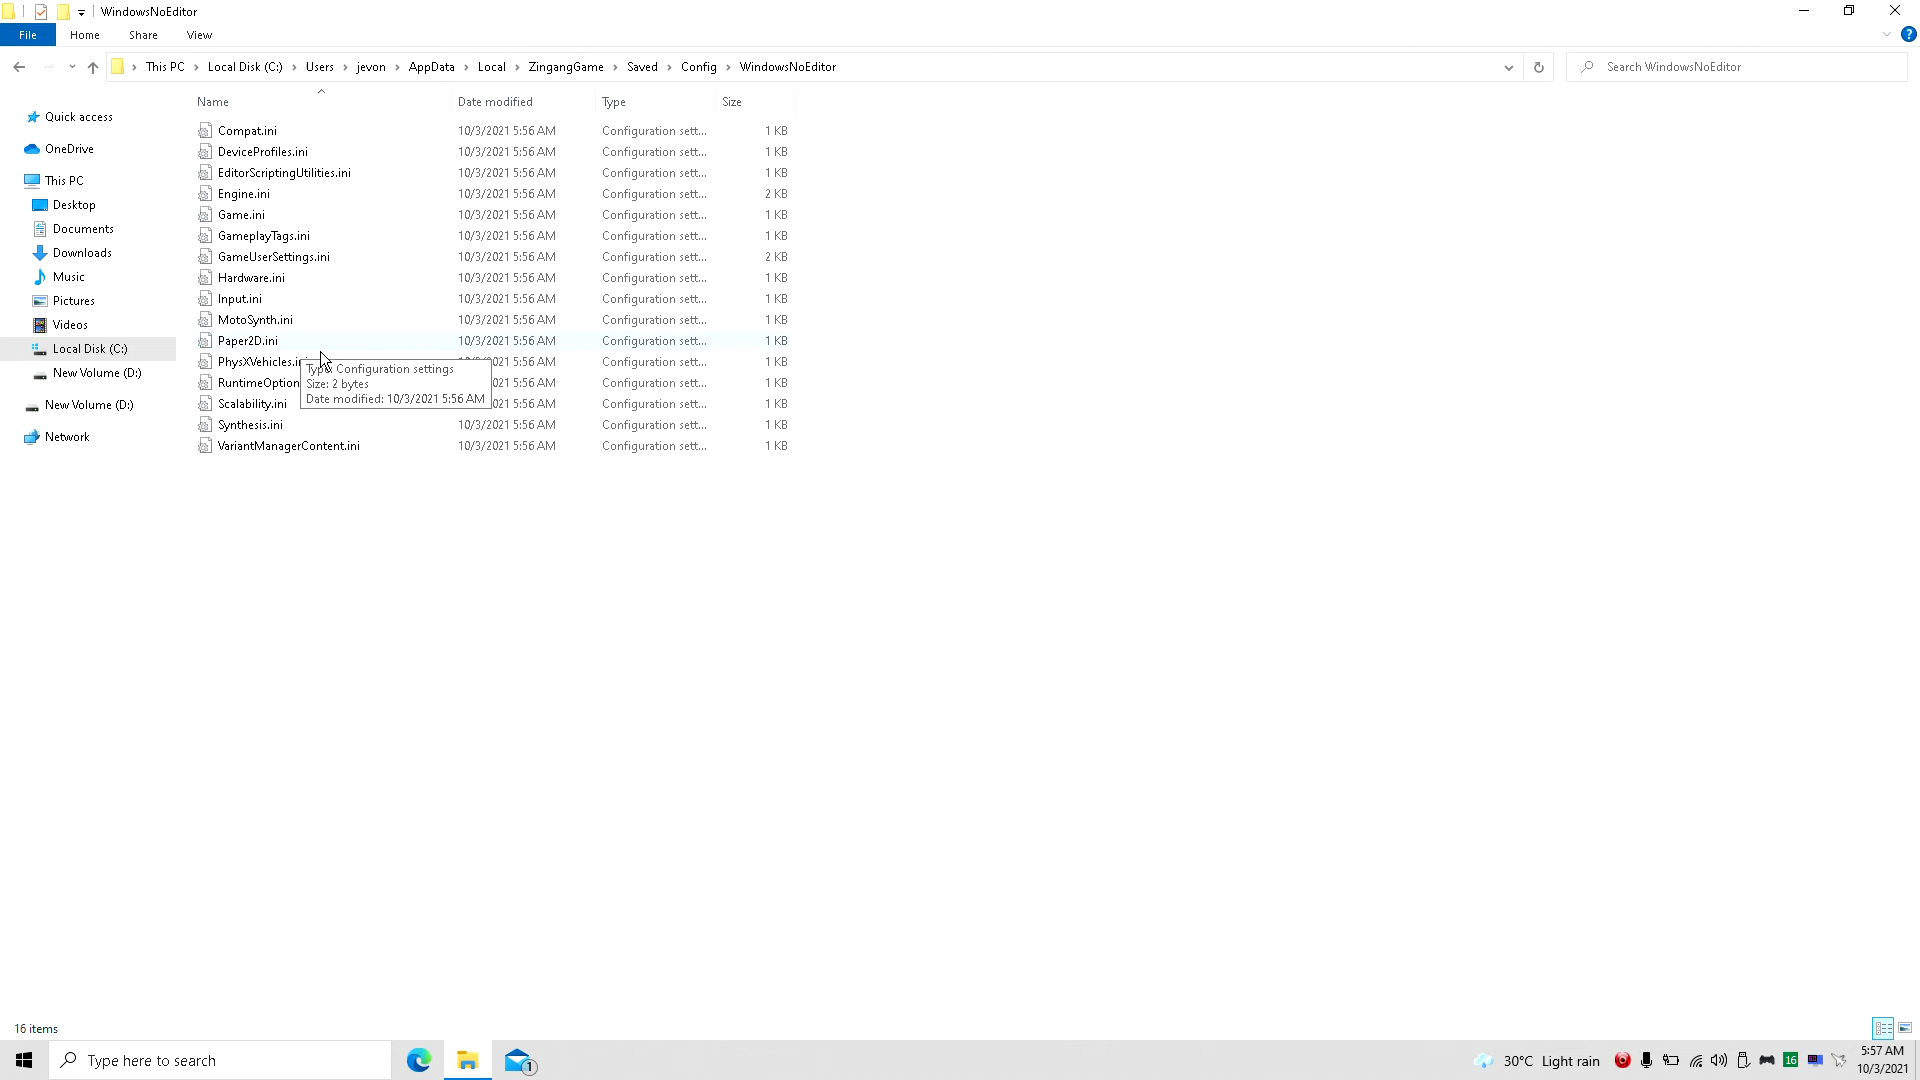 WindowsNoEditor
File Home Share View
This PC › Local Disk (C:) › Users › jevon › AppData › Local › ZingangGame › Saved › Config › WindowsNoEditor
Search WindowsNoEditor
Name Date modified Type Size
Quick access
OneDrive
This PC
Desktop
Documents
Downloads
Music
Pictures
Videos
Local Disk (C:)
New Volume (D:)
New Volume (D:)
Network
Compat.ini 10/3/2021 5:56 AM Configuration sett... 1 KB
DeviceProfiles.ini 10/3/2021 5:56 AM Configuration sett... 1 KB
EditorScriptingUtilities.ini 10/3/2021 5:56 AM Configuration sett... 1 KB
Engine.ini 10/3/2021 5:56 AM Configuration sett... 2 KB
Game.ini 10/3/2021 5:56 AM Configuration sett... 1 KB
GameplayTags.ini 10/3/2021 5:56 AM Configuration sett... 1 KB
GameUserSettings.ini 10/3/2021 5:56 AM Configuration sett... 2 KB
Hardware.ini 10/3/2021 5:56 AM Configuration sett... 1 KB
Input.ini 10/3/2021 5:56 AM Configuration sett... 1 KB
MotoSynth.ini 10/3/2021 5:56 AM Configuration sett... 1 KB
Paper2D.ini 10/3/2021 5:56 AM Configuration sett... 1 KB
PhysXVehicles.ini 10/3/2021 5:56 AM Configuration sett... 1 KB
RuntimeOption 021 5:56 AM Configuration sett... 1 KB
Scalability.ini 021 5:56 AM Configuration sett... 1 KB
Synthesis.ini 10/3/2021 5:56 AM Configuration sett... 1 KB
VariantManagerContent.ini 10/3/2021 5:56 AM Configuration sett... 1 KB
Type: Configuration settings
Size: 2 bytes
Date modified: 10/3/2021 5:56 AM
16 items
Type here to search
1
30°C Light rain
16
5:57 AM
10/3/2021